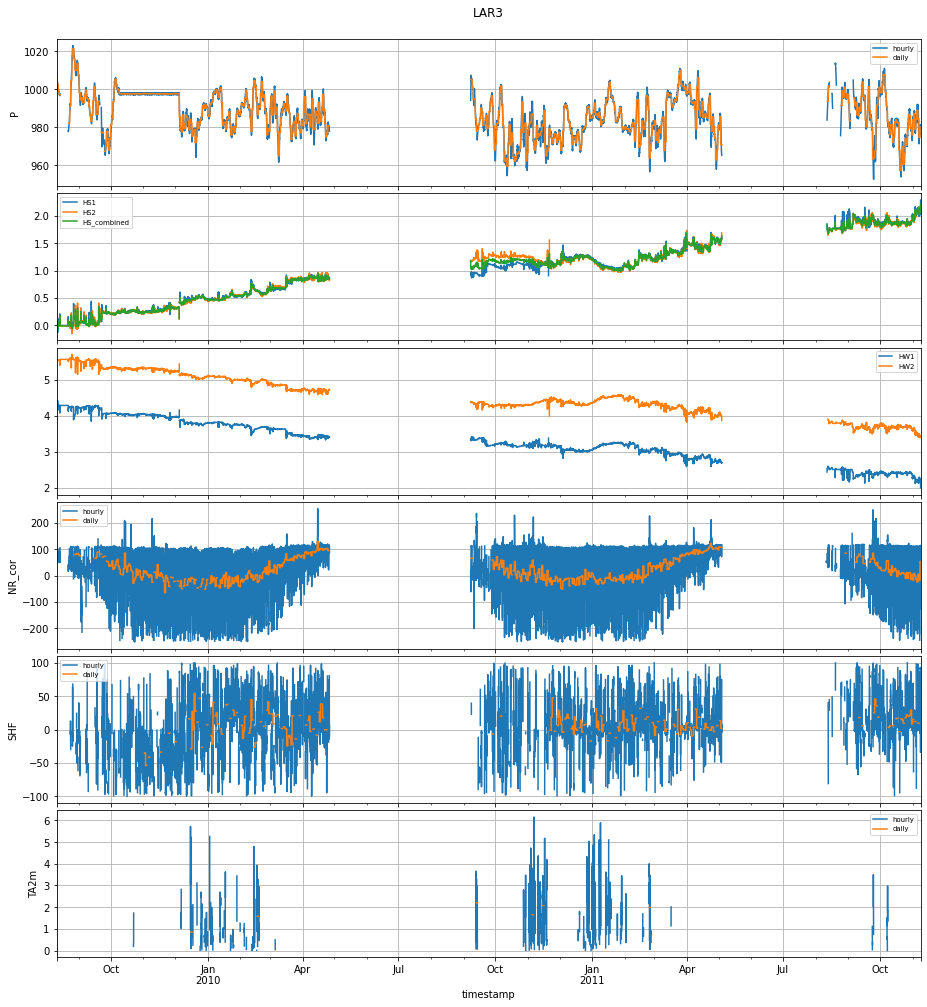 LAR3
P
1020
1000
980
960
hourly
daily
HS1
HS2
HS_combined
2.0
1.5
1.0
0.5
0.0
HW1
HW2
5
4
3
2
NR_cor
hourly
daily
200
100
0
−100
−200
SHF
hourly
daily
100
50
0
−50
−100
TA2m
hourly
daily
6
5
4
3
2
1
0
Oct Jan Apr Jul Oct Jan Apr Jul Oct
2010 2011
timestamp